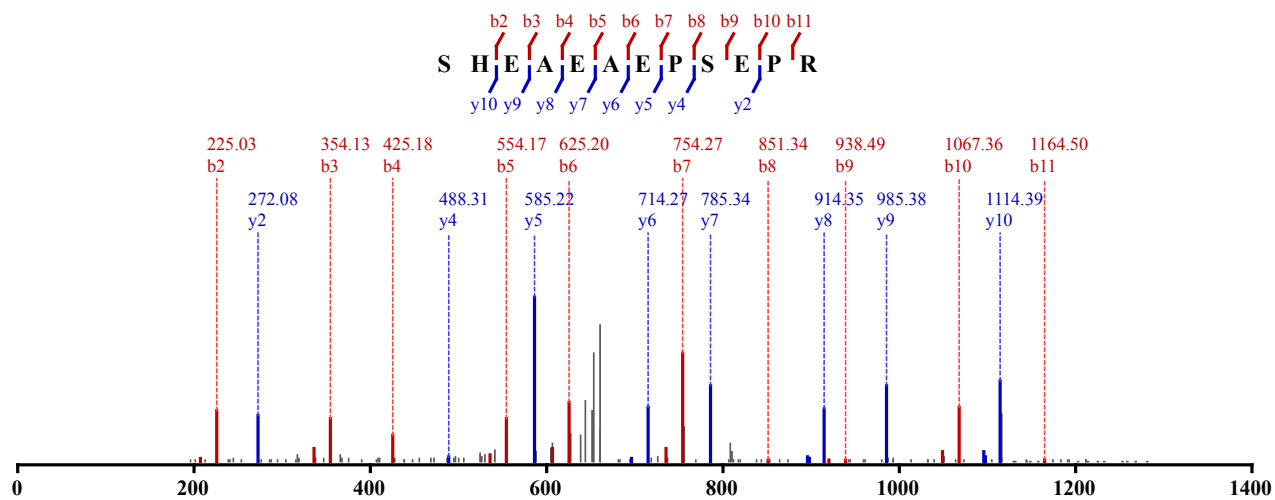 b2 b3 b4 b5 b6 b7 b8 b9 b10 b11
S H E A E A E P S E P R
y10 y9 y8 y7 y6 y5 y4 y2
225.03 354.13 425.18 554.17 625.20 754.27 851.34 938.49 1067.36 1164.50
b2 b3 b4 b5 b6 b7 b8 b9 b10 b11
272.08 488.31 585.22 714.27 785.34 914.35 985.38 1114.39
y2 y4 y5 y6 y7 y8 y9 y10
0 200 400 600 800 1000 1200 1400